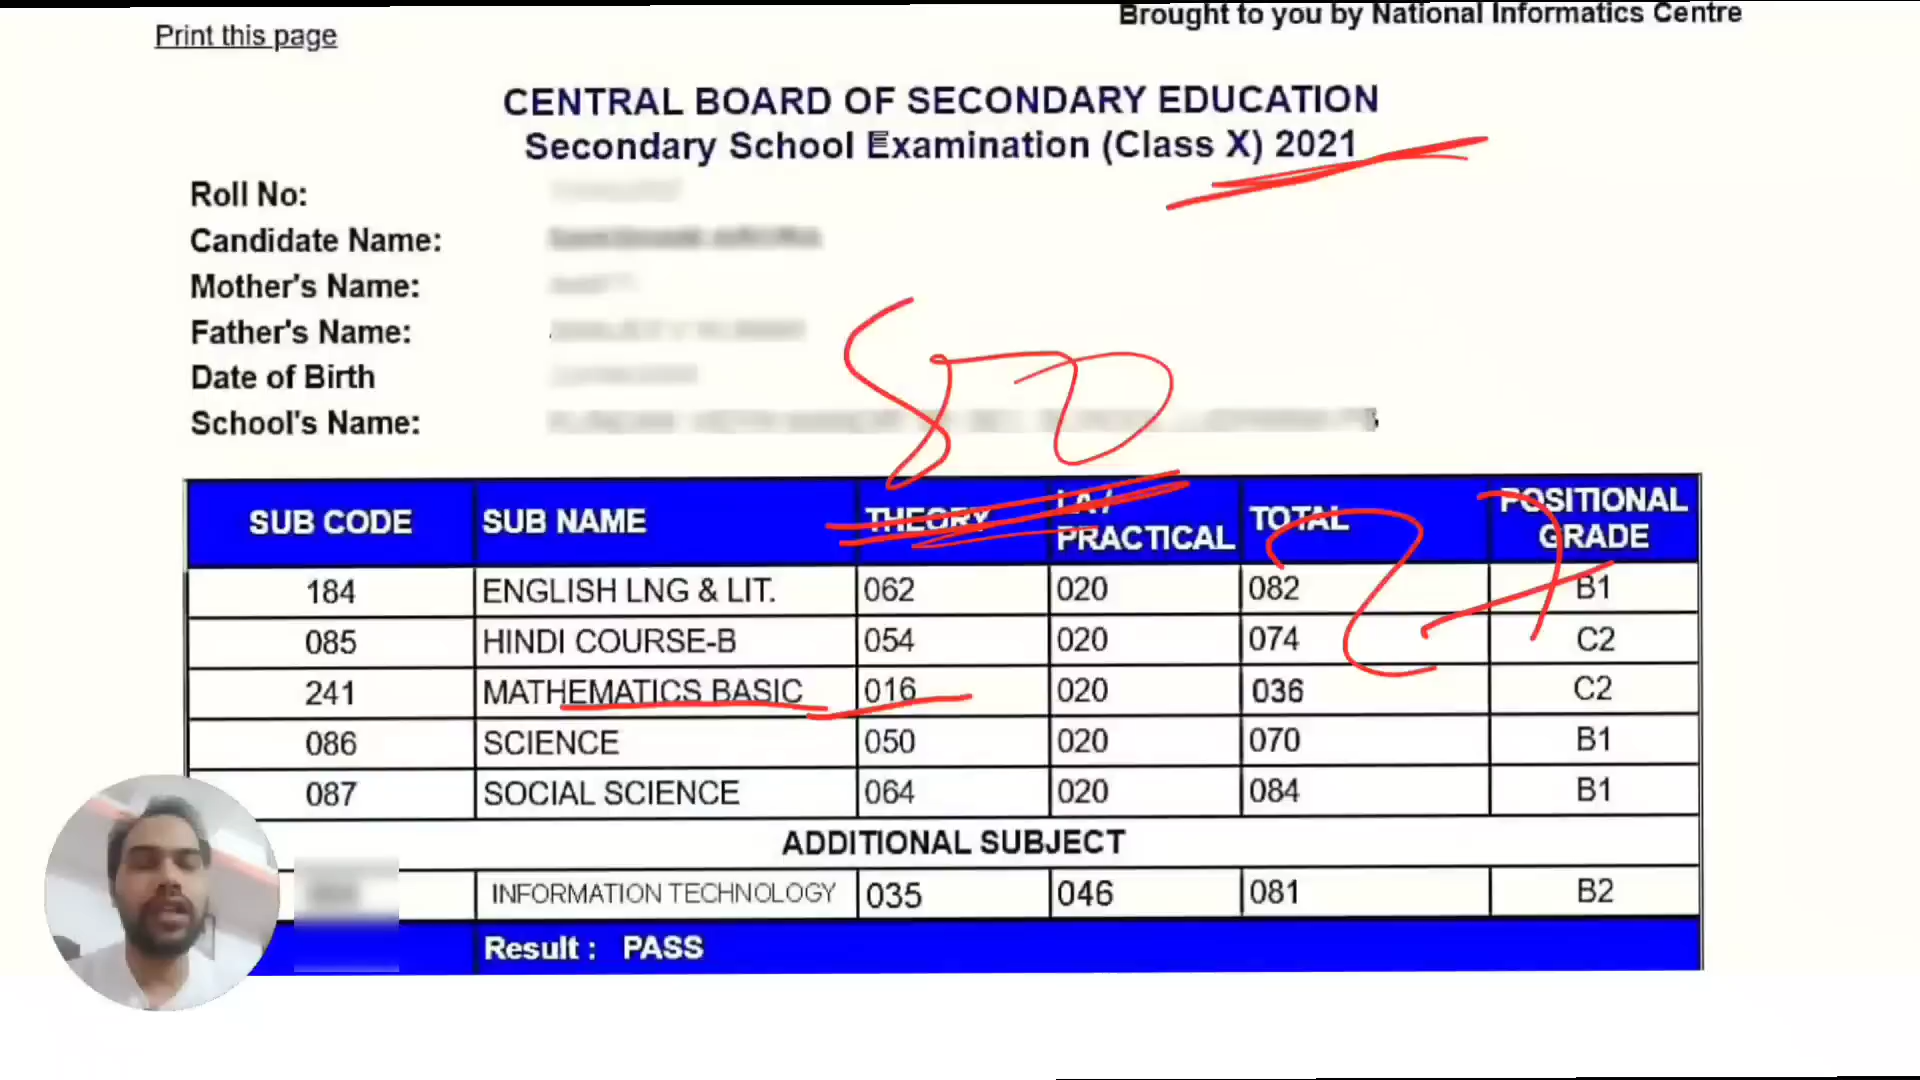 Brought to you by National Informatics Centre
Print this page
CENTRAL BOARD OF SECONDARY EDUCATION
Secondary School Examination (Class X) 2021
Roll No:
Candidate Name:
Mother's Name:
Father's Name:
Date of Birth
School's Name:
80
SUB CODE SUB NAME THEORY I.A / PRACTICAL TOTAL POSITIONAL GRADE
27
184 ENGLISH LNG & LIT. 062 020 082 B1
085 HINDI COURSE-B 054 020 074 C2
241 MATHEMATICS BASIC 016 020 036 C2
086 SCIENCE 050 020 070 B1
087 SOCIAL SCIENCE 064 020 084 B1
ADDITIONAL SUBJECT
INFORMATION TECHNOLOGY 035 046 081 B2
Result : PASS